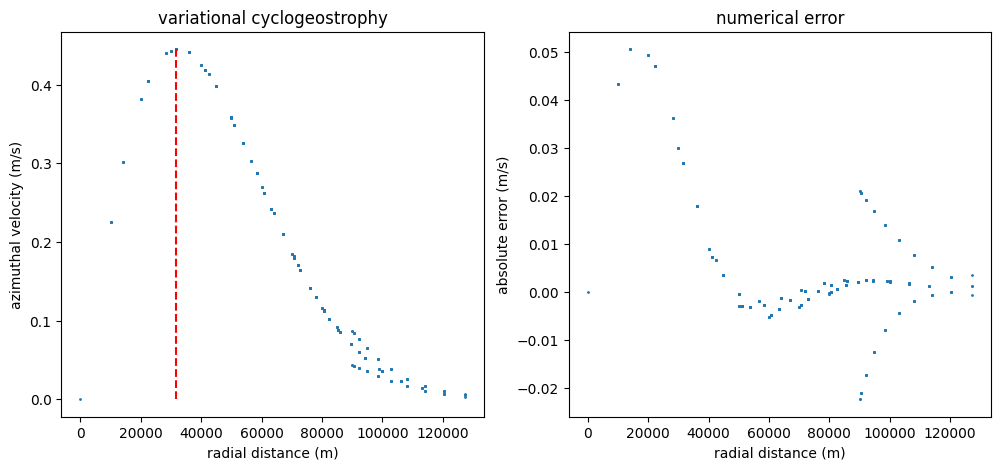 variational cyclogeostrophy
azimuthal velocity (m/s)
0.4
0.3
0.2
0.1
0.0
0 20000 40000 60000 80000 100000 120000
radial distance (m)
numerical error
absolute error (m/s)
0.05
0.04
0.03
0.02
0.01
0.00
−0.01
−0.02
0 20000 40000 60000 80000 100000 120000
radial distance (m)